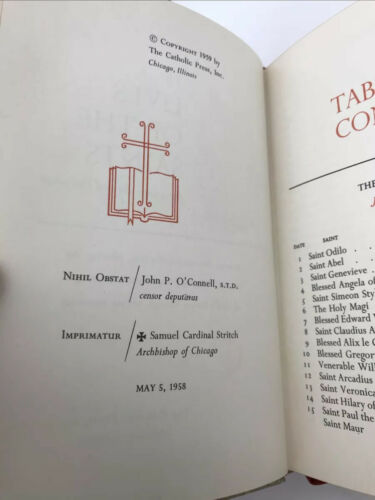 © Copyright 1959 by
The Catholic Press, Inc.
Chicago, Illinois
Nihil Obstat / John P. O'Connell, S.T.D.
censor deputatus
Imprimatur / ✠ Samuel Cardinal Stritch
Archbishop of Chicago
MAY 5, 1958
TAB
CON
THE
DATE SAINT
1 Saint Odilo . .
2 Saint Abel .
3 Saint Genevieve .
4 Blessed Angela of
5 Saint Simeon Sty
6 The Holy Magi
7 Blessed Edward
8 Saint Claudius A
9 Blessed Alix le C
10 Blessed Gregor
11 Venerable Will
12 Saint Arcadius
13 Saint Veronica
14 Saint Hilary of
15 Saint Paul the
Saint Maur